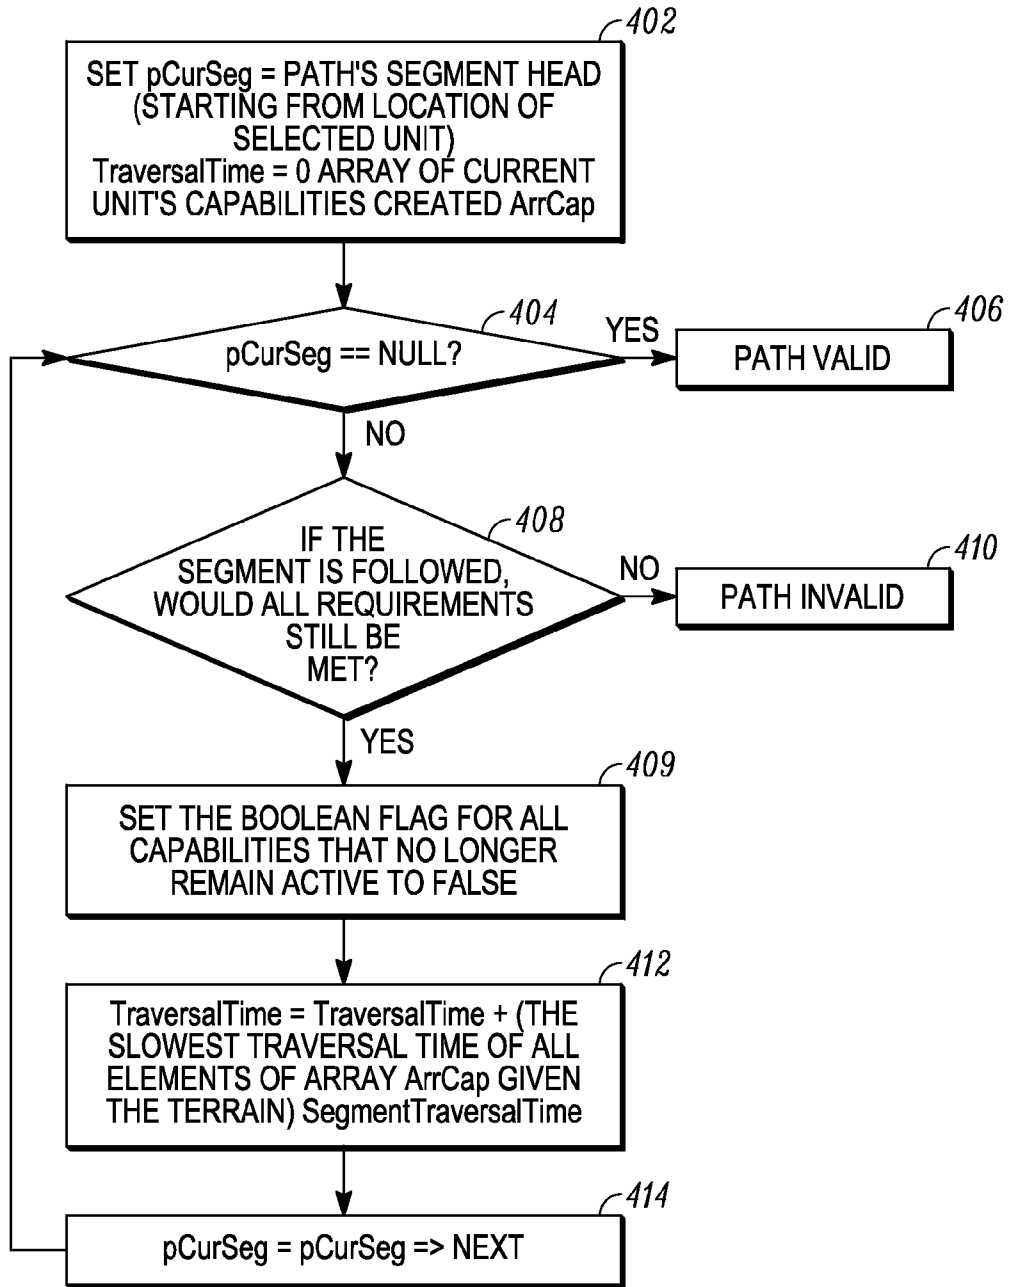 402
SET pCurSeg = PATH'S SEGMENT HEAD
(STARTING FROM LOCATION OF
SELECTED UNIT)
TraversalTime = 0 ARRAY OF CURRENT
UNIT'S CAPABILITIES CREATED ArrCap
404
pCurSeg == NULL?
YES
406
PATH VALID
NO
408
IF THE
SEGMENT IS FOLLOWED,
WOULD ALL REQUIREMENTS
STILL BE
MET?
NO
410
PATH INVALID
YES
409
SET THE BOOLEAN FLAG FOR ALL
CAPABILITIES THAT NO LONGER
REMAIN ACTIVE TO FALSE
412
TraversalTime = TraversalTime + (THE
SLOWEST TRAVERSAL TIME OF ALL
ELEMENTS OF ARRAY ArrCap GIVEN
THE TERRAIN) SegmentTraversalTime
414
pCurSeg = pCurSeg => NEXT